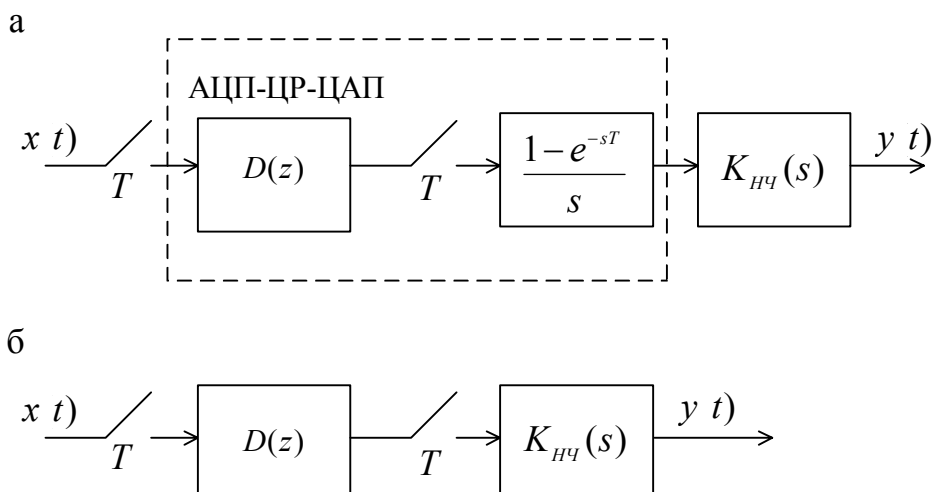 а
АЦП-ЦР-ЦАП
x t)
T
D(z)
T
1-e^{-sT}
s
K_{НЧ}(s)
y t)
б
x t)
T
D(z)
T
K_{НЧ}(s)
y t)